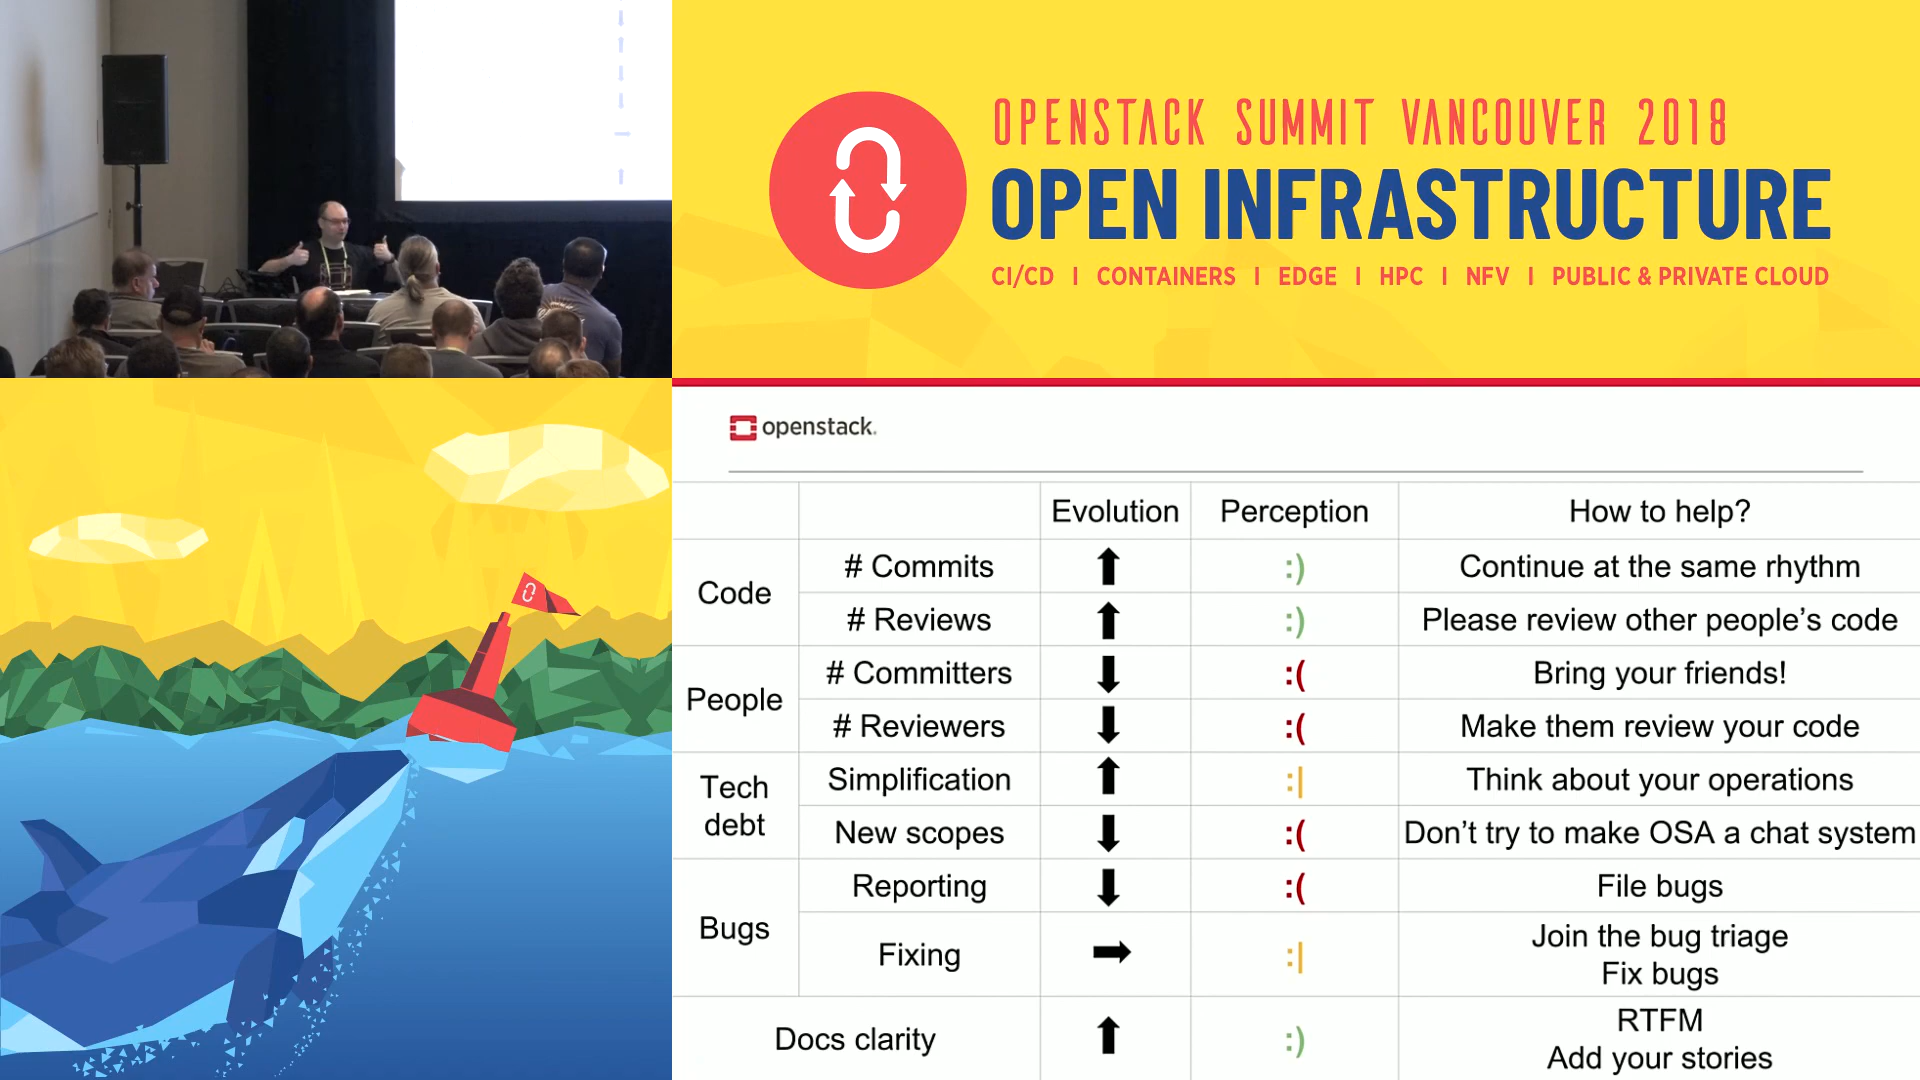 OPENSTACK SUMMIT VANCOUVER 2018
OPEN INFRASTRUCTURE
CI/CD | CONTAINERS | EDGE | HPC | NFV | PUBLIC & PRIVATE CLOUD
openstack.
Evolution Perception How to help?
Code
# Commits :) Continue at the same rhythm
# Reviews :) Please review other people's code
People
# Committers :( Bring your friends!
# Reviewers :( Make them review your code
Tech
debt
Simplification :| Think about your operations
New scopes :( Don't try to make OSA a chat system
Bugs
Reporting :( File bugs
Fixing :| Join the bug triage
Fix bugs
Docs clarity :) RTFM
Add your stories